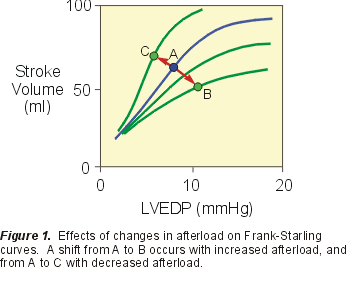 100
Stroke
Volume
(ml)
50
0
C
A
B
0
10
20
LVEDP (mmHg)
Figure 1. Effects of changes in afterload on Frank-Starling
curves. A shift from A to B occurs with increased afterload, and
from A to C with decreased afterload.